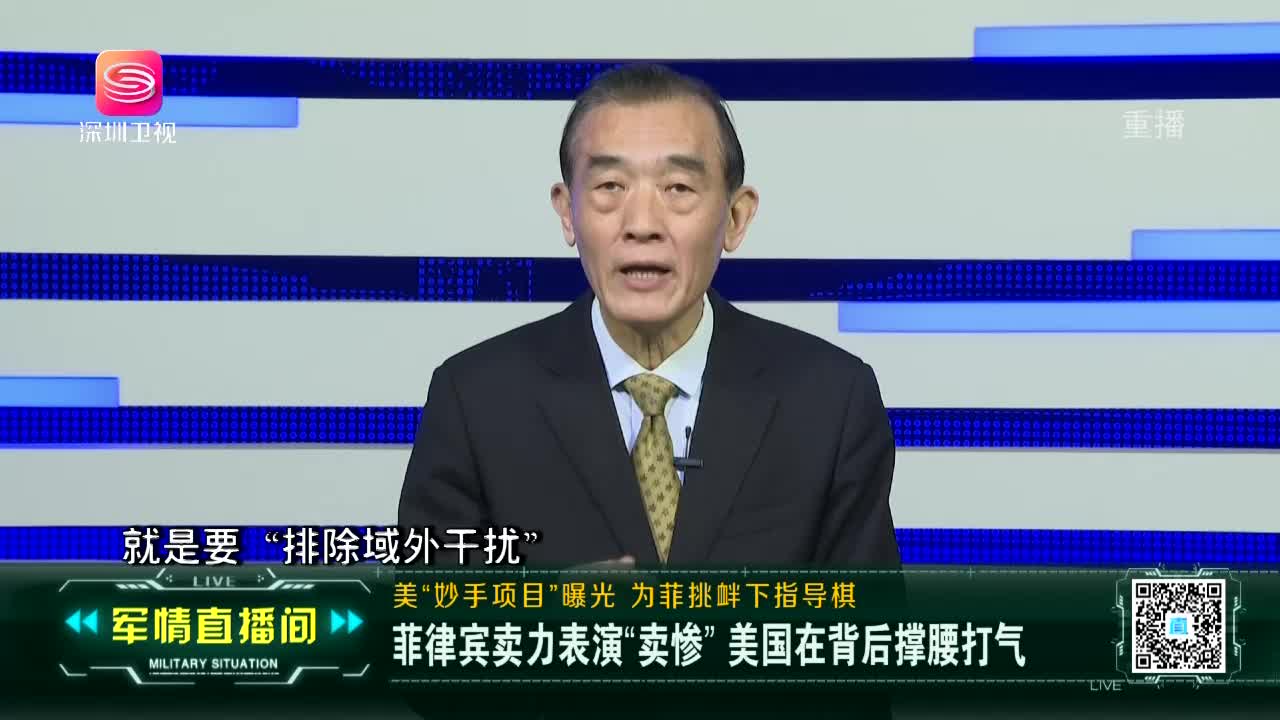 深圳卫视
重播
就是要“排除域外干扰”
LIVE
军情直播间
MILITARY SITUATION
美“妙手项目”曝光 为菲挑衅下指导棋
菲律宾卖力表演“卖惨” 美国在背后撑腰打气
直
LIVE